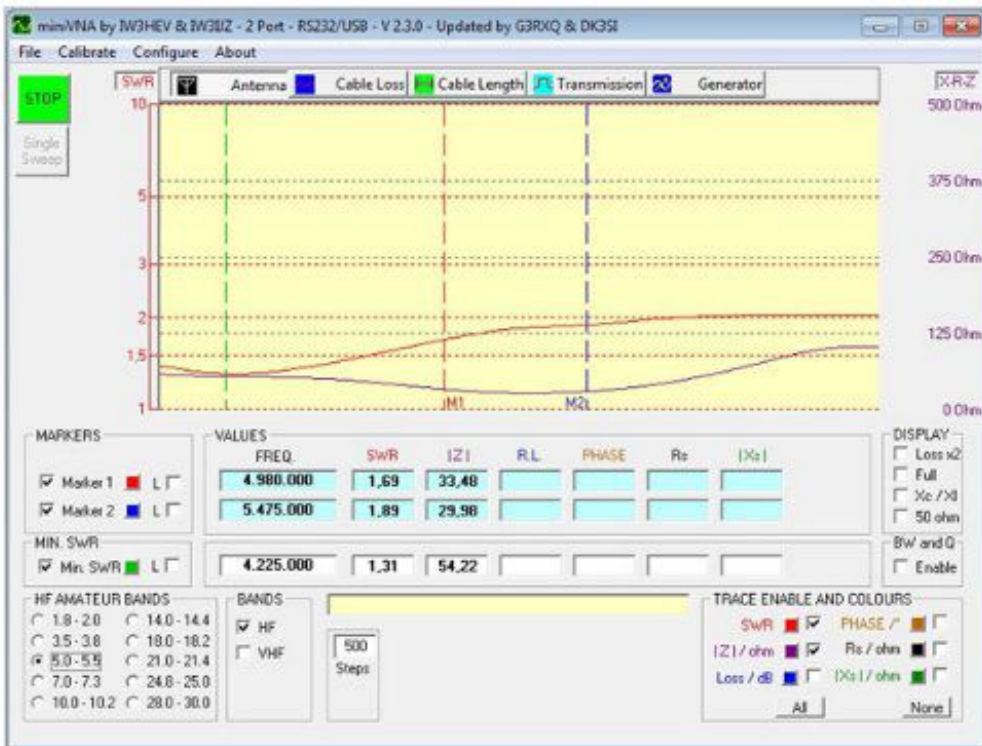 miniVNA by IW3HEV & IW3IJZ - 2 Port - RS232/USB - V 2.3.0 - Updated by G3RXQ & DK3SI
File Calibrate Configure About
STOP
Single Sweep
SWR
Antenna Cable Loss Cable Length Transmission Generator
|X-R-Z
10
500 Ohm
375 Ohm
5
250 Ohm
3
2
125 Ohm
1,5
1
0 Ohm
M1 M2
MARKERS
Marker 1 L
Marker 2 L
VALUES
FREQ. SWR |Z| R.L PHASE Rs |Xs|
4.980.000 1,69 33,48
5.475.000 1,89 29,98
DISPLAY
Loss x2
Full
Xc / Xl
50 ohm
MIN. SWR
Min. SWR L
4.225.000 1,31 54,22
BW and Q
Enable
HF AMATEUR BANDS
1.8 - 2.0 14.0 - 14.4
3.5 - 3.8 18.0 - 18.2
5.0 - 5.5 21.0 - 21.4
7.0 - 7.3 24.8 - 25.0
10.0 - 10.2 28.0 - 30.0
BANDS
HF
VHF
500
Steps
TRACE ENABLE AND COLOURS
SWR PHASE /°
|Z| / ohm Rs / ohm
Loss / dB |Xs| / ohm
All None